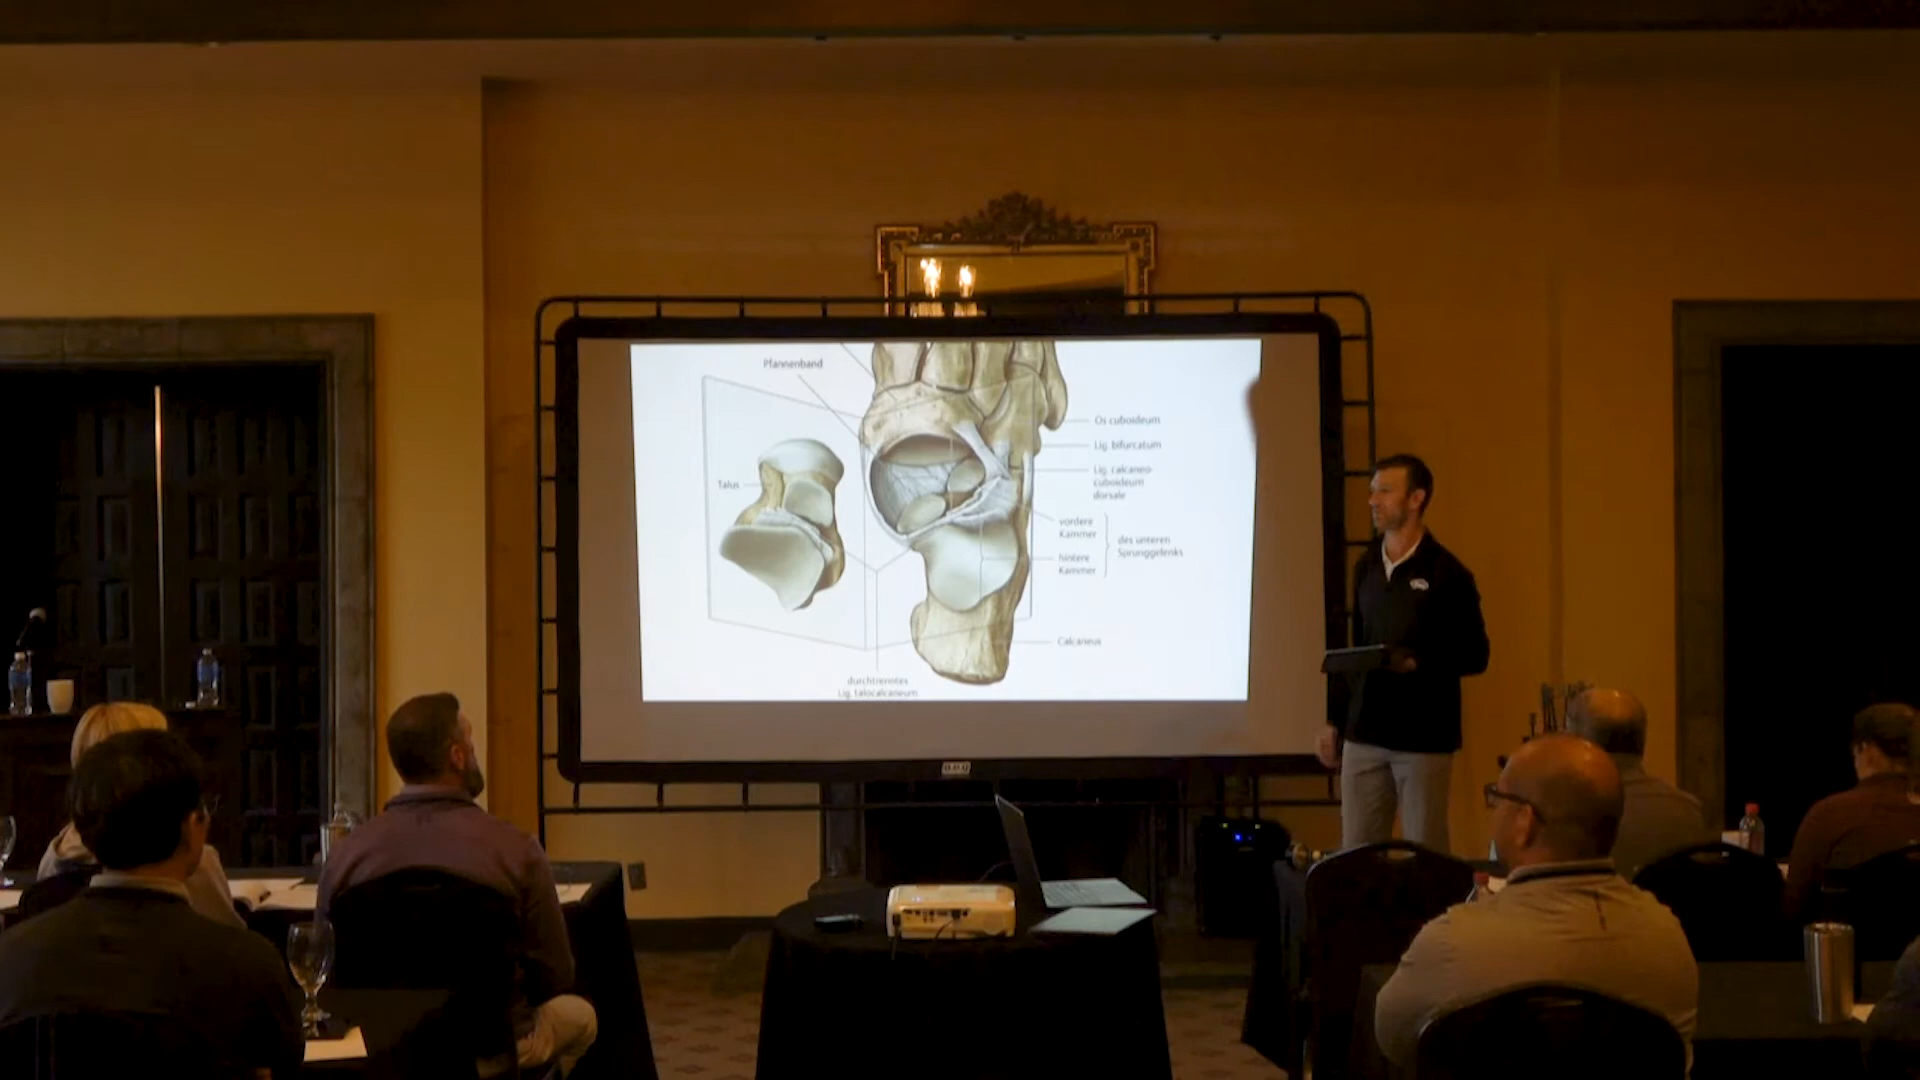 Pfannenband
Os cuboideum
Lig. bifurcatum
Talus
Lig. calcaneo-
cuboideum
dorsale
vordere
Kammer
des unteren
Sprunggelenks
hintere
Kammer
Calcaneus
durchtrenntes
Lig. talocalcaneum